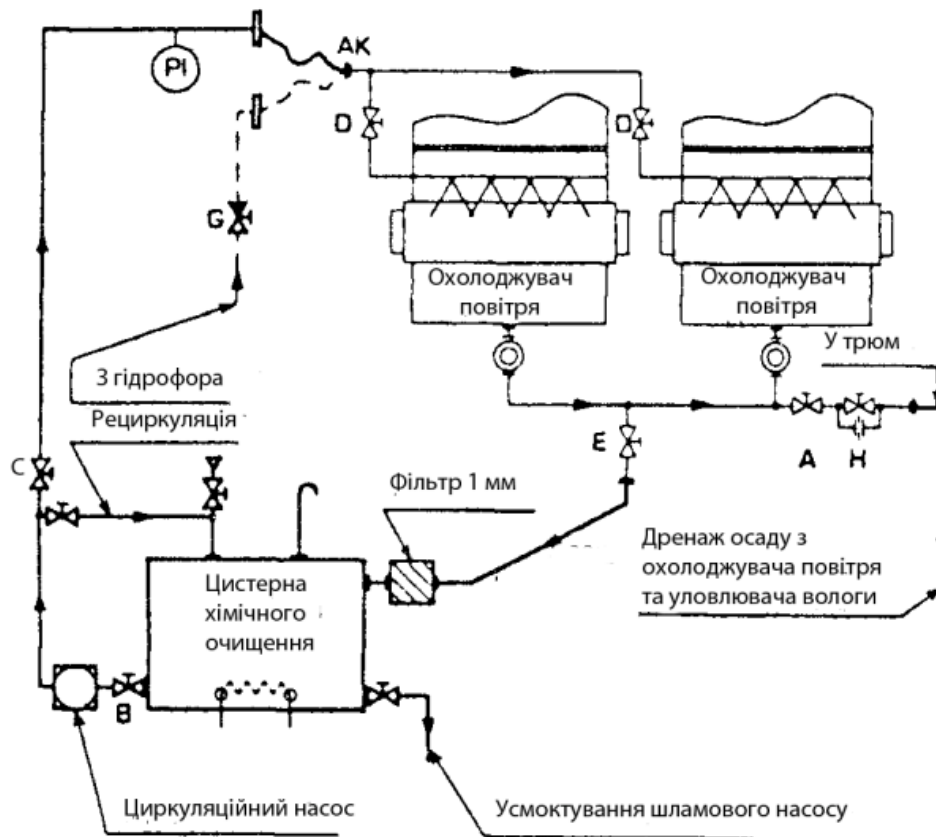 PI
AK
D
D
G
Охолоджувач
повітря
Охолоджувач
повітря
У трюм
З гідрофора
Рециркуляція
C
E
A
H
Фільтр 1 мм
Дренаж осаду з
охолоджувача повітря
та уловлювача вологи
Цистерна
хімічного
очищення
B
Циркуляційний насос
Усмоктування шламового насосу